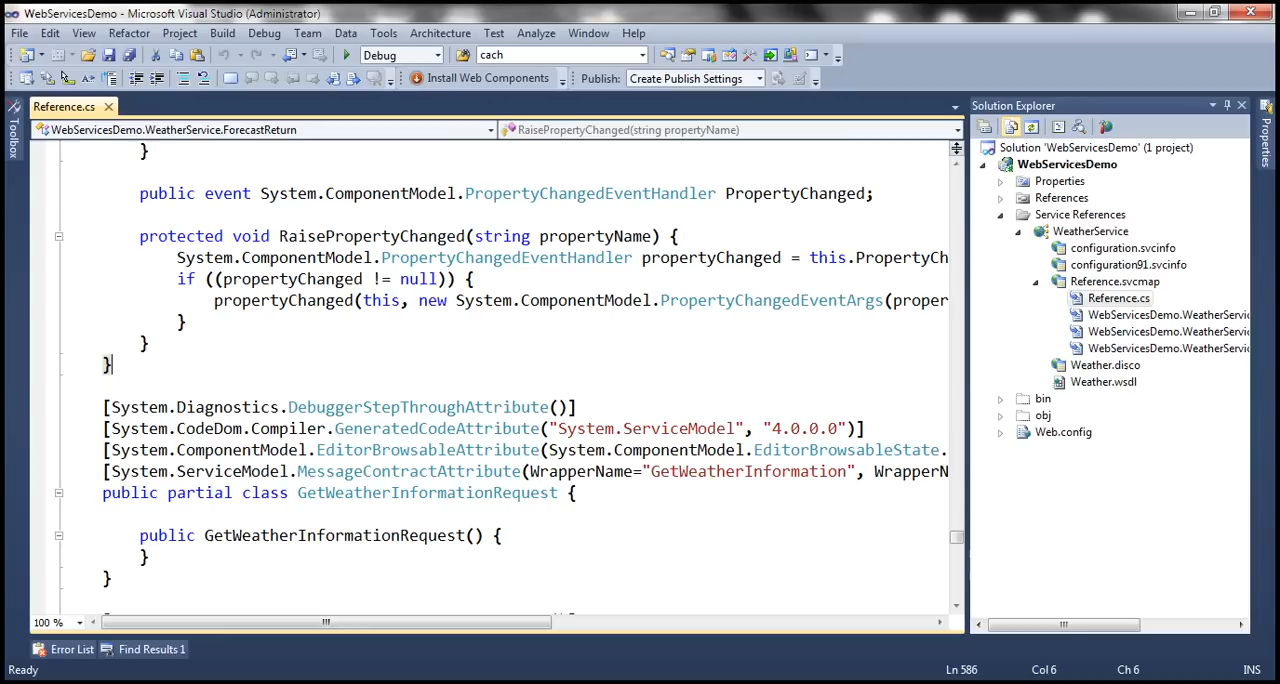 WebServicesDemo - Microsoft Visual Studio (Administrator)
File Edit View Refactor Project Build Debug Team Data Tools Architecture Test Analyze Window Help
Debug cach
Install Web Components Publish: Create Publish Settings
Reference.cs
WebServicesDemo.WeatherService.ForecastReturn RaisePropertyChanged(string propertyName)
}
public event System.ComponentModel.PropertyChangedEventHandler PropertyChanged;
protected void RaisePropertyChanged(string propertyName) {
System.ComponentModel.PropertyChangedEventHandler propertyChanged = this.PropertyCh
if ((propertyChanged != null)) {
propertyChanged(this, new System.ComponentModel.PropertyChangedEventArgs(proper
}
}
}
[System.Diagnostics.DebuggerStepThroughAttribute()]
[System.CodeDom.Compiler.GeneratedCodeAttribute("System.ServiceModel", "4.0.0.0")]
[System.ComponentModel.EditorBrowsableAttribute(System.ComponentModel.EditorBrowsableState.
[System.ServiceModel.MessageContractAttribute(WrapperName="GetWeatherInformation", WrapperN
public partial class GetWeatherInformationRequest {
public GetWeatherInformationRequest() {
}
}
100 %
Toolbox
Solution Explorer
Solution 'WebServicesDemo' (1 project)
WebServicesDemo
Properties
References
Service References
WeatherService
configuration.svcinfo
configuration91.svcinfo
Reference.svcmap
Reference.cs
WebServicesDemo.WeatherServic
WebServicesDemo.WeatherServic
WebServicesDemo.WeatherServic
Weather.disco
Weather.wsdl
bin
obj
Web.config
Properties
Error List Find Results 1
Ready Ln 586 Col 6 Ch 6 INS